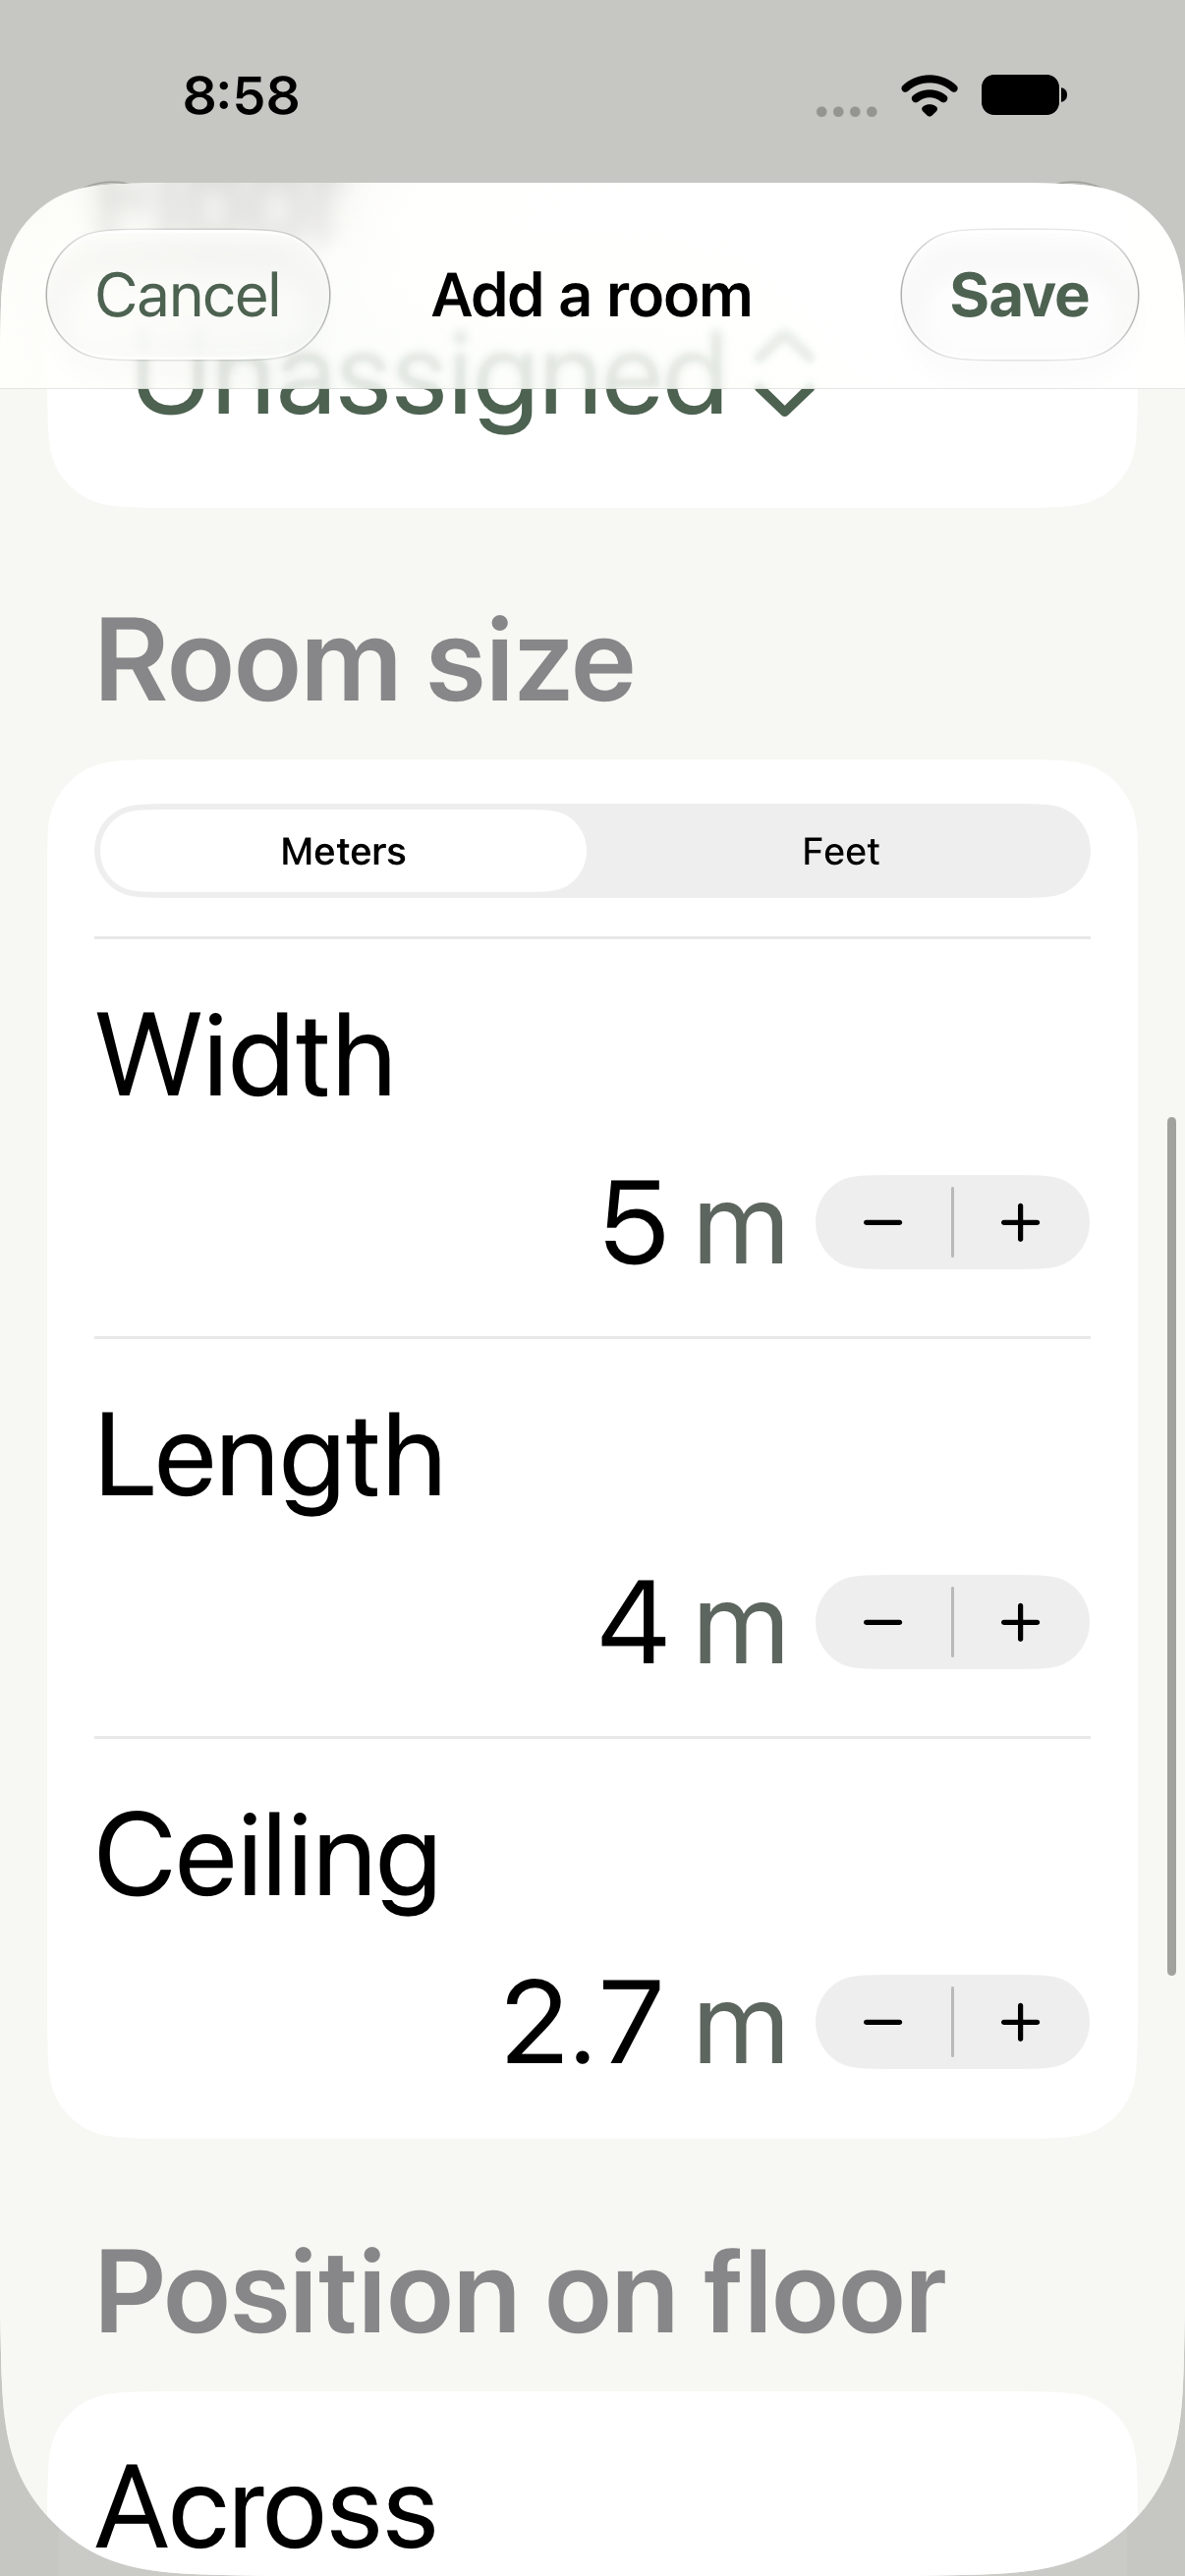 8:58
Cancel
Add a room
Save
Unassigned
Room size
Meters
Feet
Width
5 m
Length
4 m
Ceiling
2.7 m
Position on floor
Across